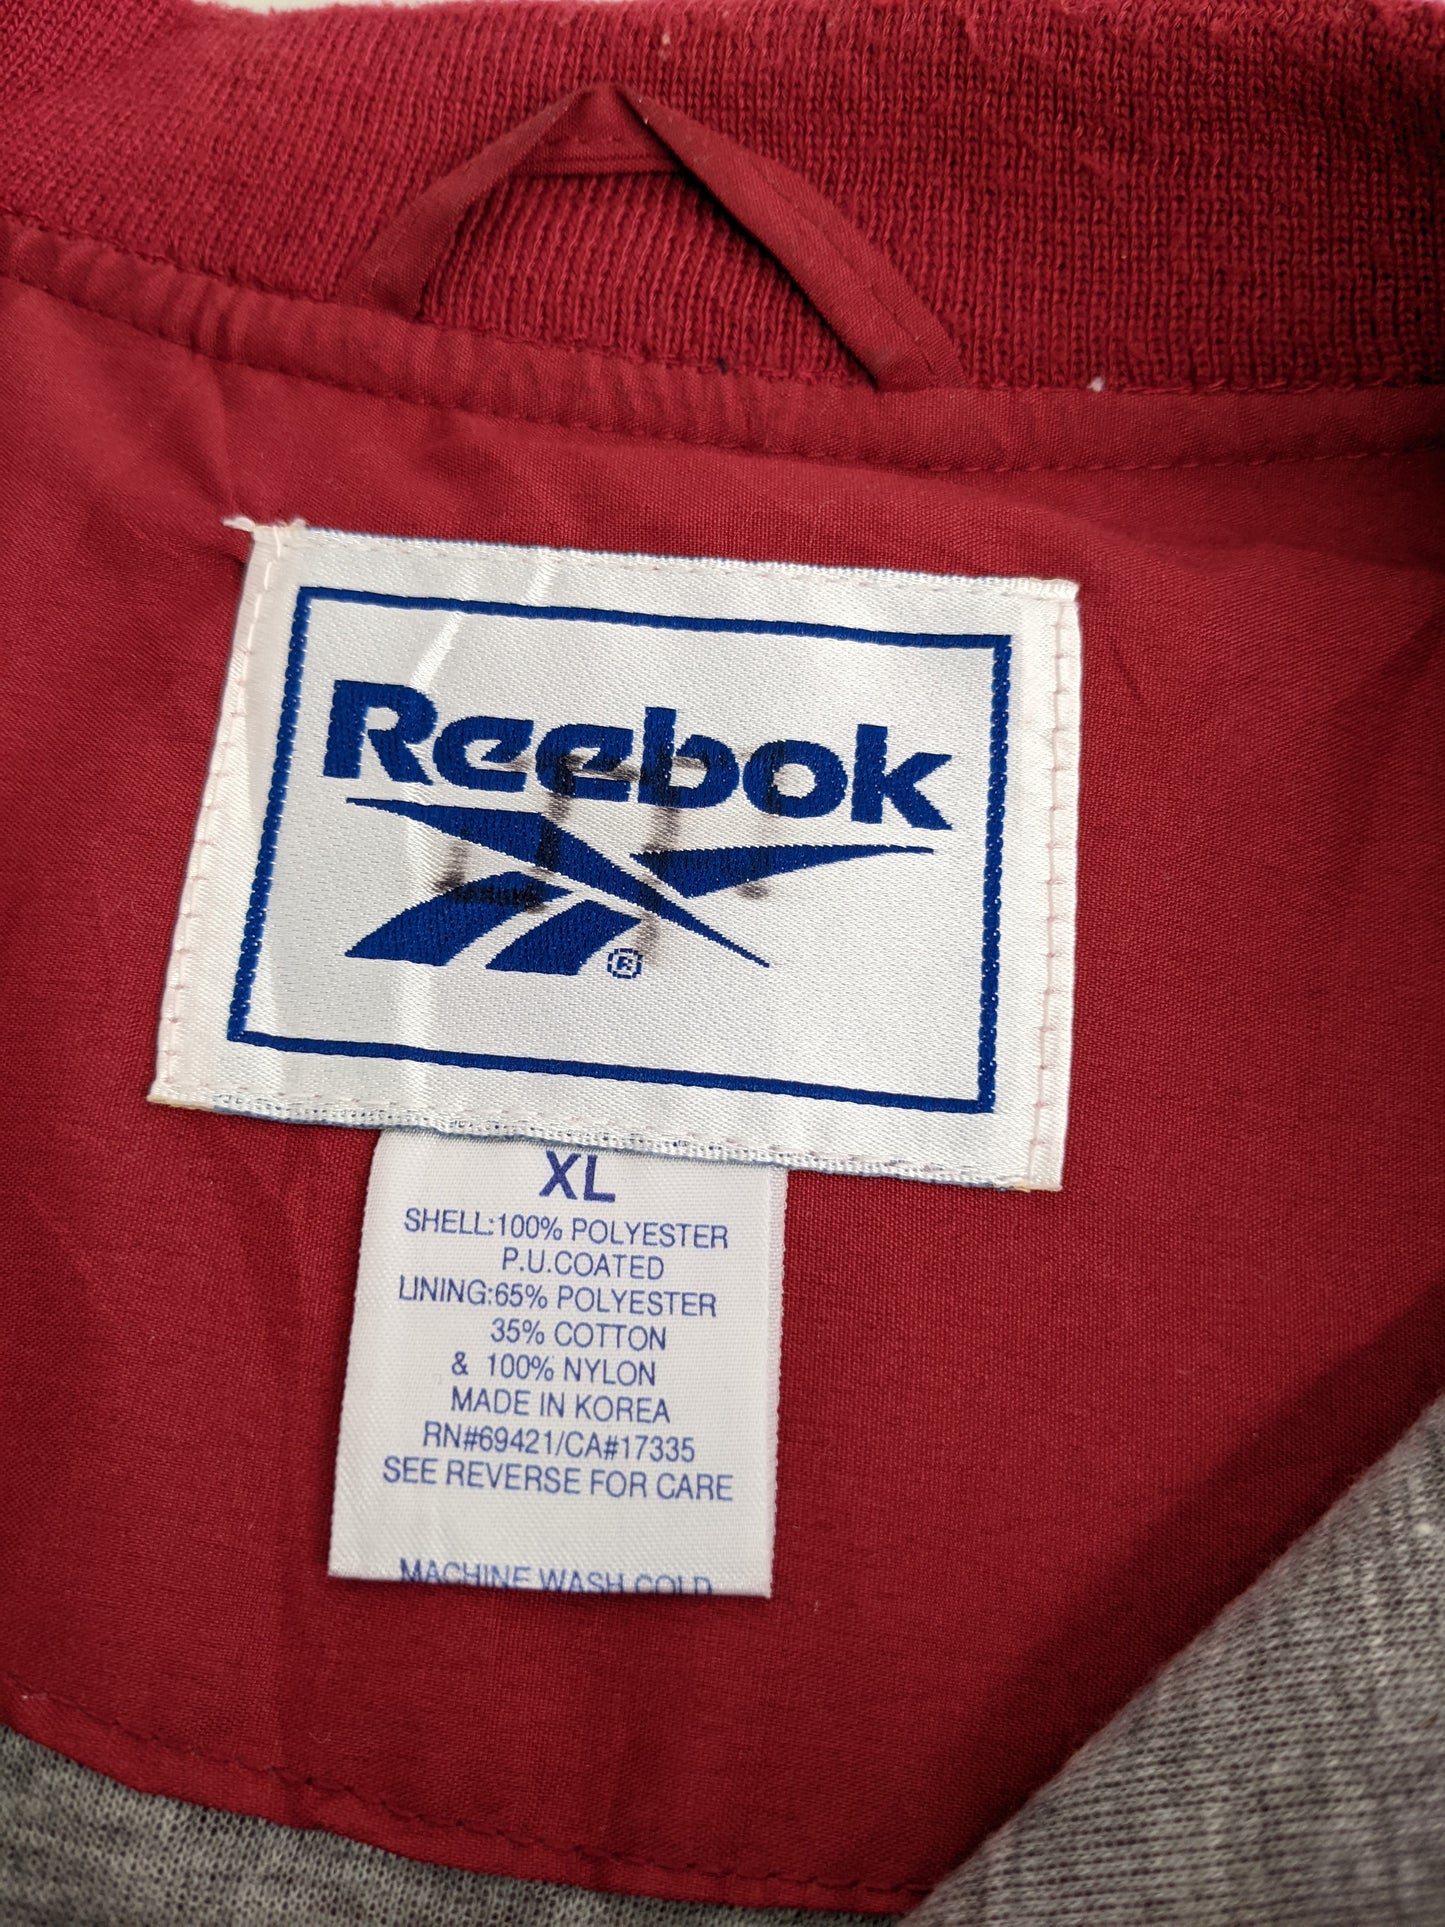 Reebok
®
XL
SHELL:100% POLYESTER
P.U.COATED
LINING:65% POLYESTER
35% COTTON
& 100% NYLON
MADE IN KOREA
RN#69421/CA#17335
SEE REVERSE FOR CARE
MACHINE WASH COLD